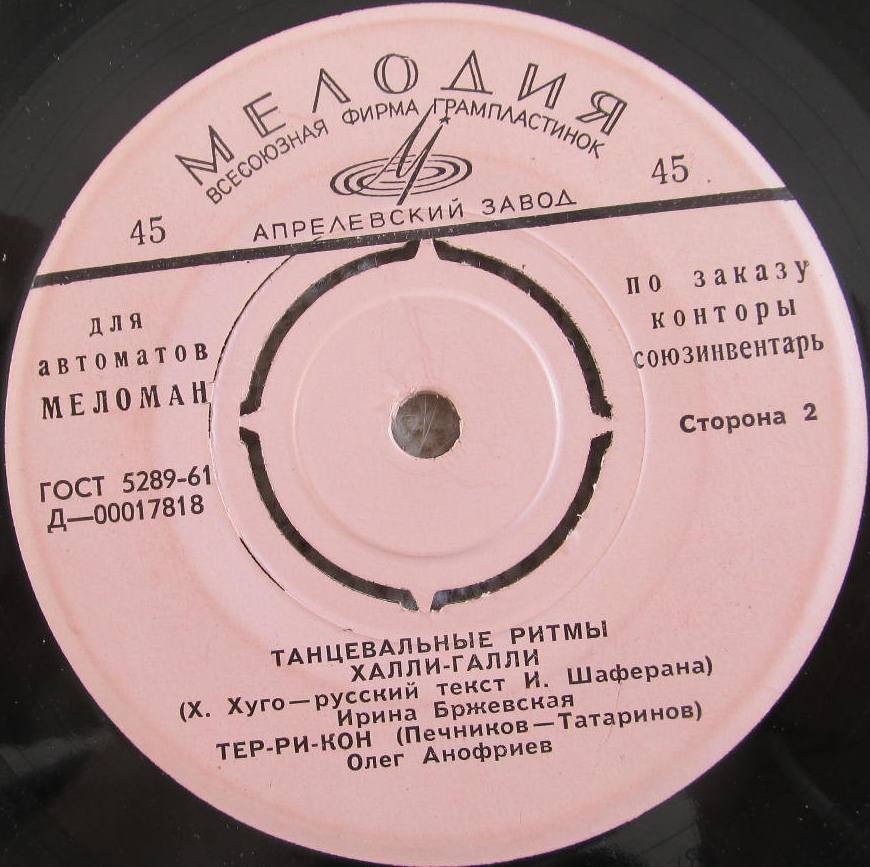 МЕЛОДИЯ
ВСЕСОЮЗНАЯ ФИРМА ГРАМПЛАСТИНОК
45
45
АПРЕЛЕВСКИЙ ЗАВОД
для
автоматов
МЕЛОМАН
по заказу
конторы
союзинвентарь
Сторона 2
ГОСТ 5289-61
Д—00017818
ТАНЦЕВАЛЬНЫЕ РИТМЫ
ХАЛЛИ-ГАЛЛИ
(Х. Хуго—русский текст И. Шаферана)
Ирина Бржевская
ТЕР-РИ-КОН (Печников—Татаринов)
Олег Анофриев